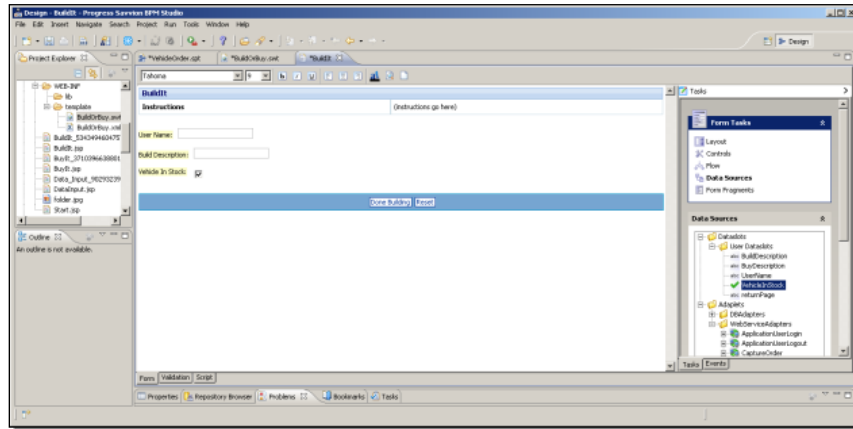 Design - BuildIt - Progress Savvion BPM Studio
File Edit Insert Navigate Search Project Run Tools Window Help
Design
Project Explorer
*VehicleOrder.spt
*BuildOrBuy.swt
*BuildIt
Tahoma
9
WEB-INF
lib
template
BuildOrBuy.swt
BuildOrBuy.xml
BuildIt.jsp
BuyIt.jsp
DataInput.jsp
folder.jpg
Start.jsp
Outline
An outline is not available.
BuildIt
Instructions
(instructions go here)
User Name:
Build Description:
Vehicle In Stock:
Done Building Reset
Form Validation Script
Tasks
Form Tasks
Layout
Controls
Flow
Data Sources
Form Fragments
Data Sources
Dataslots
User Dataslots
BuildDescription
BuyDescription
UserName
VehicleInStock
returnPage
Adaplets
DBAdapters
WebServiceAdapters
ApplicationUserLogin
ApplicationUserLogout
CaptureOrder
Tasks Events
Properties Repository Browser Problems Bookmarks Tasks